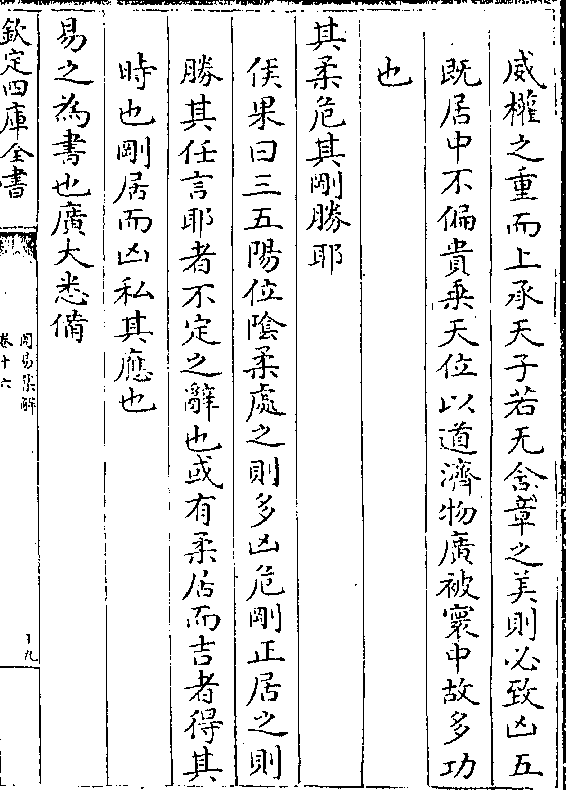 威權之重而上承天子若无含章之美則必致凶五
既居中不偏貴乗天位以道濟物廣被寰中故多功
也
其柔危其剛勝耶
侯果曰三五陽位陰柔處之則多凶危剛正居之則
勝其任言耶者不定之辭也或有柔居而吉者得其
時也剛居而凶私其應也
易之為書也廣大悉備
欽定四庫全書
周易集解
卷十六
十九